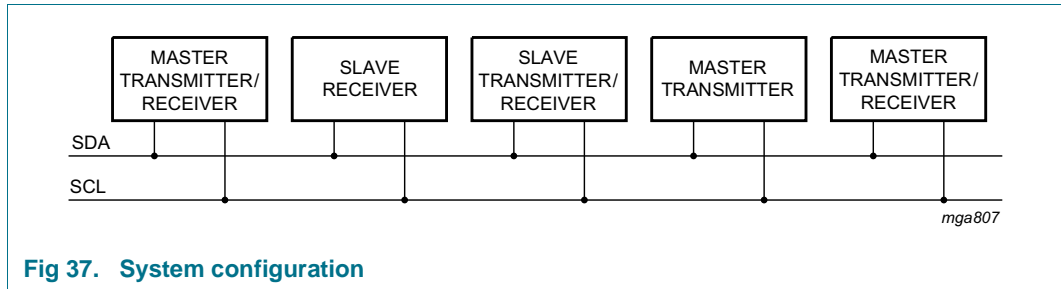 MASTER
TRANSMITTER/
RECEIVER
SLAVE
RECEIVER
SLAVE
TRANSMITTER/
RECEIVER
MASTER
TRANSMITTER
MASTER
TRANSMITTER/
RECEIVER
SDA
SCL
mga807
Fig 37. System configuration